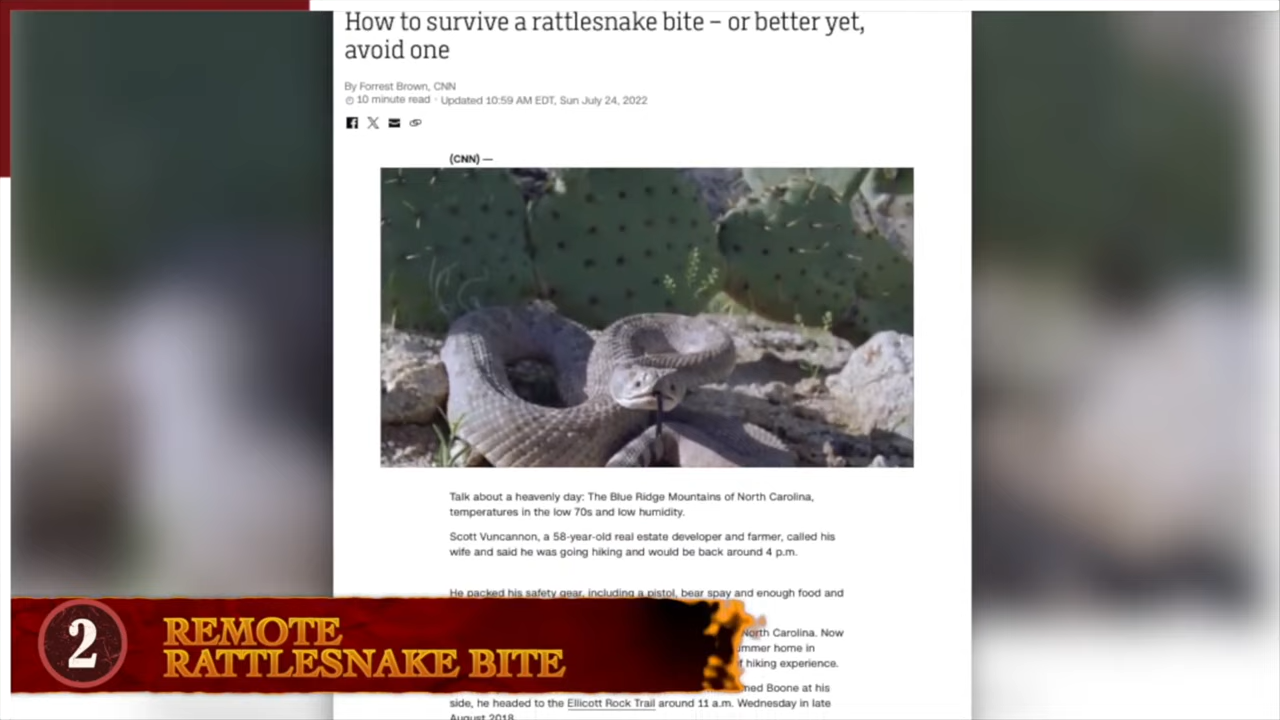 How to survive a rattlesnake bite – or better yet,
avoid one
By Forrest Brown, CNN
10 minute read · Updated 10:59 AM EDT, Sun July 24, 2022
(CNN) —
Talk about a heavenly day: The Blue Ridge Mountains of North Carolina,
temperatures in the low 70s and low humidity.
Scott Vuncannon, a 58-year-old real estate developer and farmer, called his
wife and said he was going hiking and would be back around 4 p.m.
He packed his safety gear, including a pistol, bear spay and enough food and
North Carolina. Now
home in
hiking experience.
Boone at his
side, he headed to the Ellicott Rock Trail around 11 a.m. Wednesday in late
August 2018.
2
REMOTE
RATTLESNAKE BITE